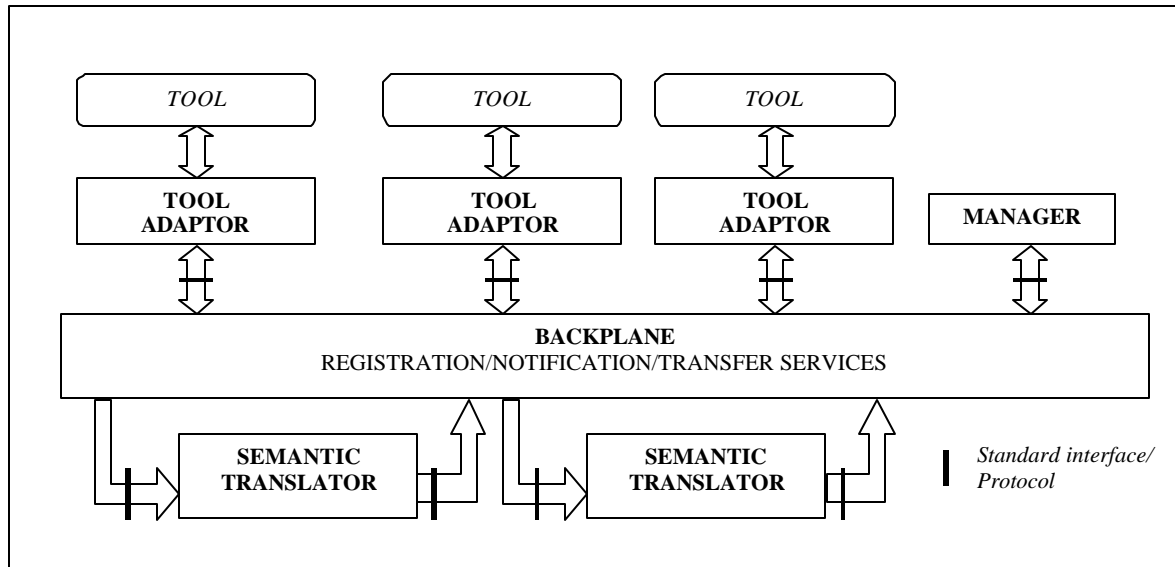 TOOL
TOOL
TOOL
TOOL
ADAPTOR
TOOL
ADAPTOR
TOOL
ADAPTOR
MANAGER
BACKPLANE
REGISTRATION/NOTIFICATION/TRANSFER SERVICES
SEMANTIC
TRANSLATOR
SEMANTIC
TRANSLATOR
Standard interface/
Protocol